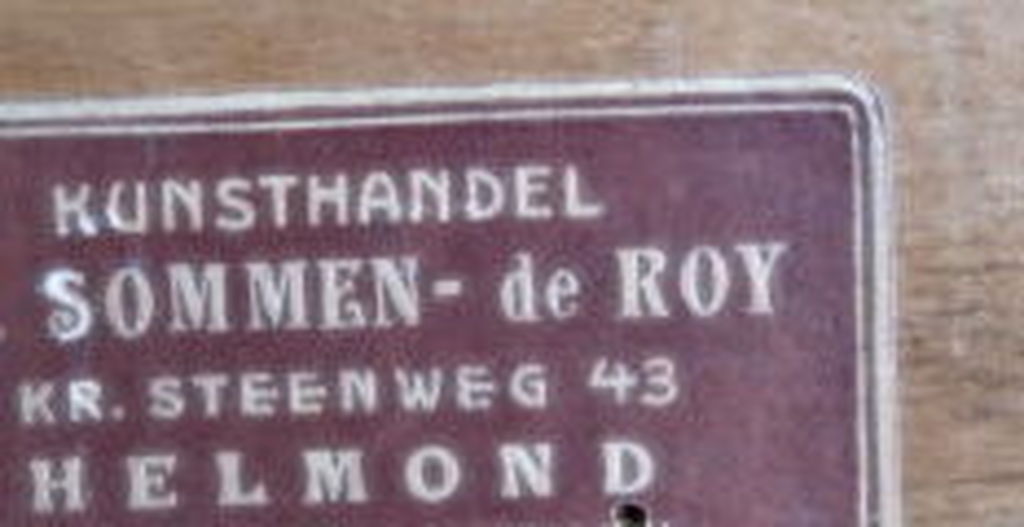 KUNSTHANDEL
SOMMEN- de ROY
KR. STEENWEG 43
HELMOND